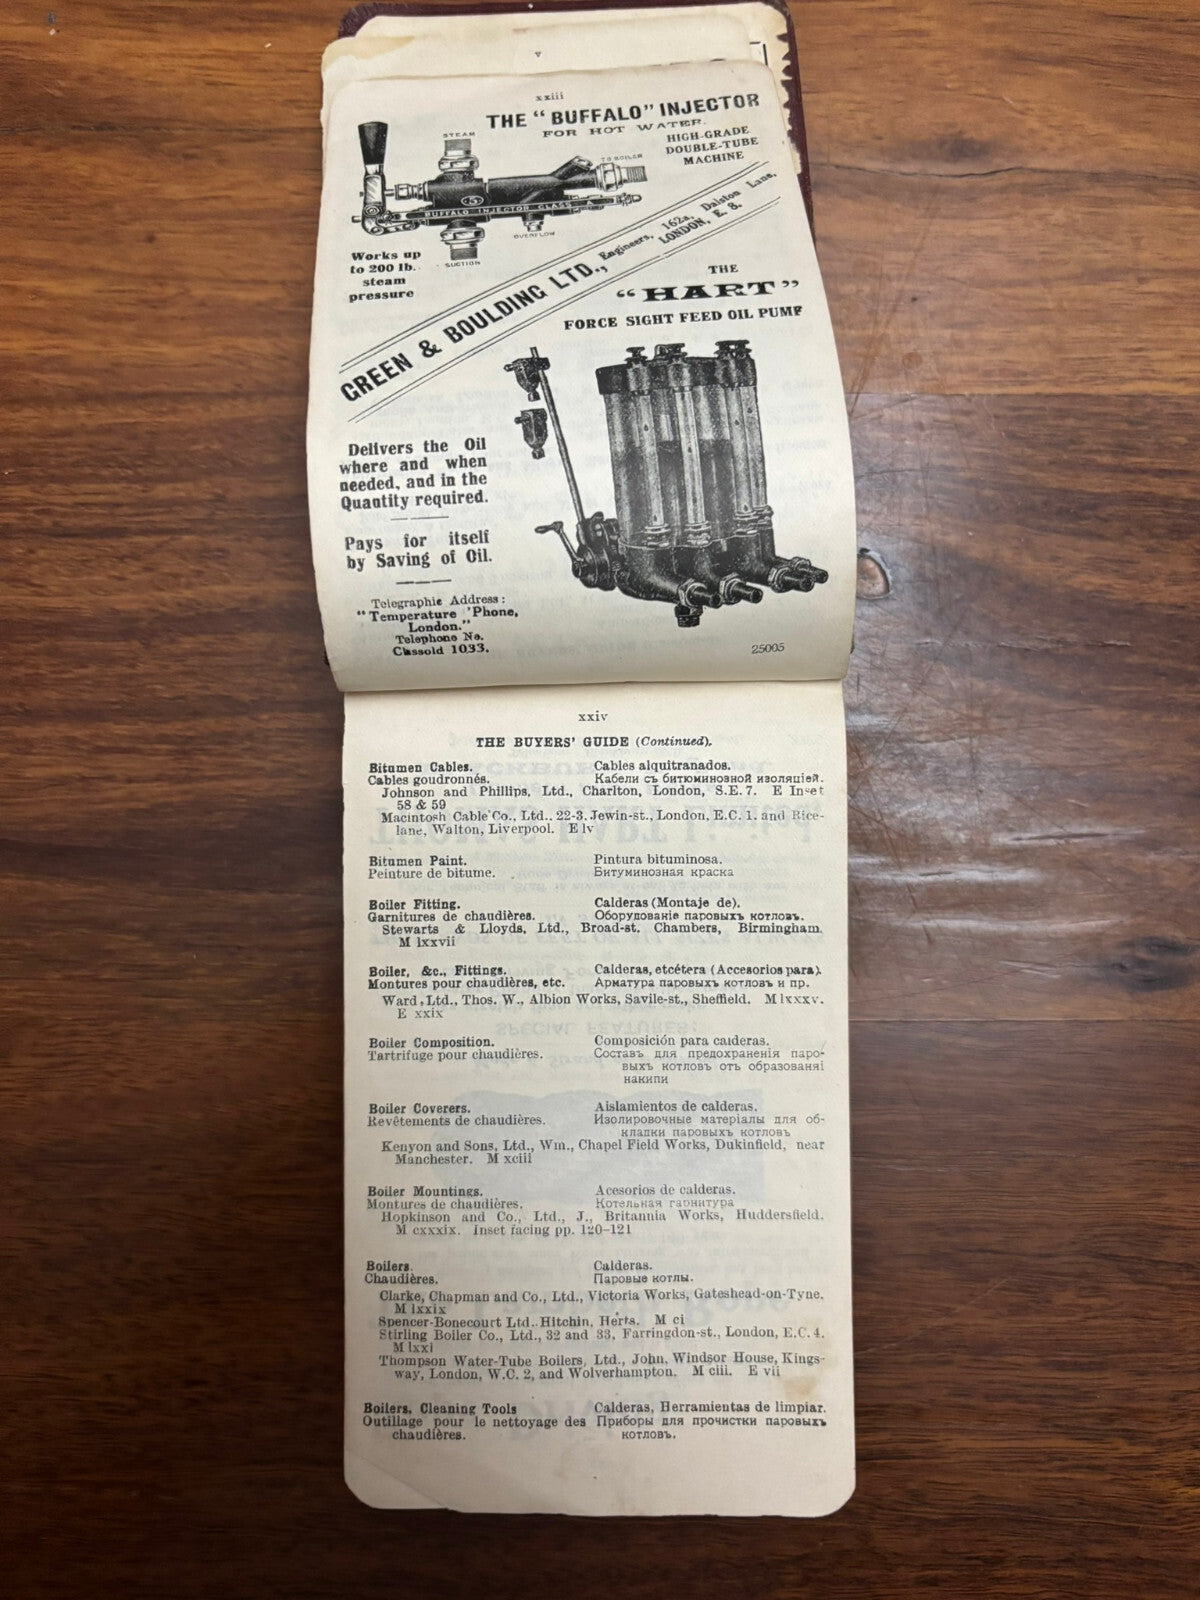 xxiii
THE "BUFFALO" INJECTOR
FOR HOT WATER.
HIGH-GRADE
DOUBLE-TUBE
MACHINE
STEAM
TO BOILER
5
BUFFALO INJECTOR CLASS A
OVERFLOW
SUCTION
Works up
to 200 lb.
steam
pressure
GREEN & BOULDING LTD., Engineers, 162a, Dalston Lane,
LONDON, E. 8.
THE
"HART"
FORCE SIGHT FEED OIL PUMP
Delivers the Oil
where and when
needed, and in the
Quantity required.
Pays for itself
by Saving of Oil.
Telegraphic Address:
"Temperature 'Phone,
London."
Telephone No.
Clissold 1033.
25005
xxiv
THE BUYERS' GUIDE (Continued).
Bitumen Cables. Cables alquitranados.
Cables goudronnés. Кабели съ битюминозной изоляціей.
Johnson and Phillips, Ltd., Charlton, London, S.E. 7. E Inset
58 & 59
Macintosh Cable Co., Ltd., 22-3, Jewin-st., London, E.C. 1. and Rice-
lane, Walton, Liverpool. E lv
Bitumen Paint. Pintura bituminosa.
Peinture de bitume. Битуминозная краска
Boiler Fitting. Calderas (Montaje de).
Garnitures de chaudières. Оборудованіе паровыхъ котловъ.
Stewarts & Lloyds, Ltd., Broad-st. Chambers, Birmingham.
M lxxvii
Boiler, &c., Fittings. Calderas, etcétera (Accesorios para).
Montures pour chaudières, etc. Арматура паровыхъ котловъ и пр.
Ward, Ltd., Thos. W., Albion Works, Savile-st., Sheffield. M lxxxv.
E xxix
Boiler Composition. Composición para calderas.
Tartrifuge pour chaudières. Составъ для предохраненія паро-
выхъ котловъ отъ образованi
накипи
Boiler Coverers. Aislamientos de calderas.
Revêtements de chaudières. Изолировочные матеріалы для об-
кладки паровыхъ котловъ
Kenyon and Sons, Ltd., Wm., Chapel Field Works, Dukinfield, near
Manchester. M xciii
Boiler Mountings. Acesorios de calderas.
Montures de chaudières. Котельная гарнитура
Hopkinson and Co., Ltd., J., Britannia Works, Huddersfield.
M cxxxix. Inset facing pp. 120-121
Boilers. Calderas.
Chaudières. Паровые котлы.
Clarke, Chapman and Co., Ltd., Victoria Works, Gateshead-on-Tyne.
M lxxix
Spencer-Bonecourt Ltd. Hitchin, Herts. M ci
Stirling Boiler Co., Ltd., 32 and 33, Farringdon-st., London, E.C. 4.
M lxxi
Thompson Water-Tube Boilers, Ltd., John, Windsor House, Kings-
way, London, W.C. 2, and Wolverhampton. M ciii. E vii
Boilers, Cleaning Tools Calderas, Herramientas de limpiar.
Outillage pour le nettoyage des Приборы для прочистки паровыхъ
chaudières. котловъ.